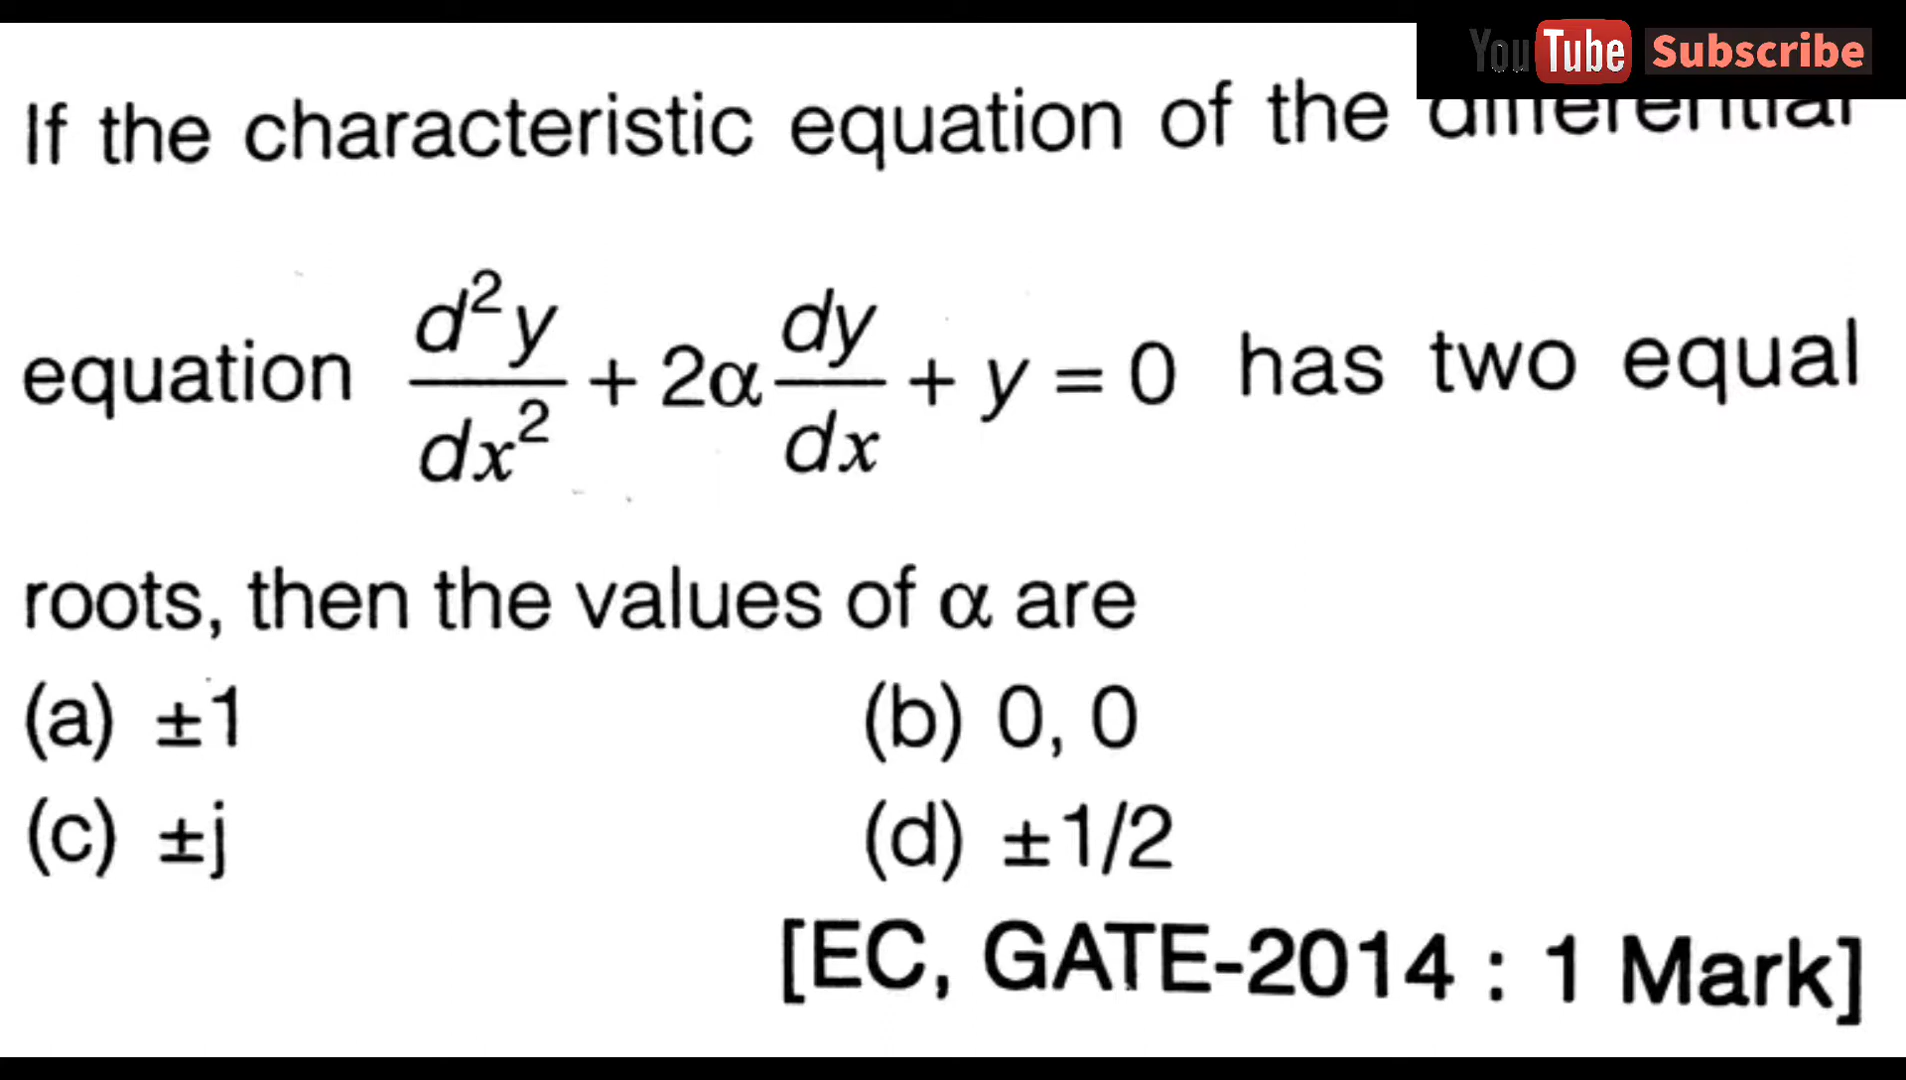 YouTube Subscribe
If the characteristic equation of the differential
equation d²y/dx² + 2α dy/dx + y = 0 has two equal
roots, then the values of α are
(a) ±1 (b) 0, 0
(c) ±j (d) ±1/2
[EC, GATE-2014 : 1 Mark]